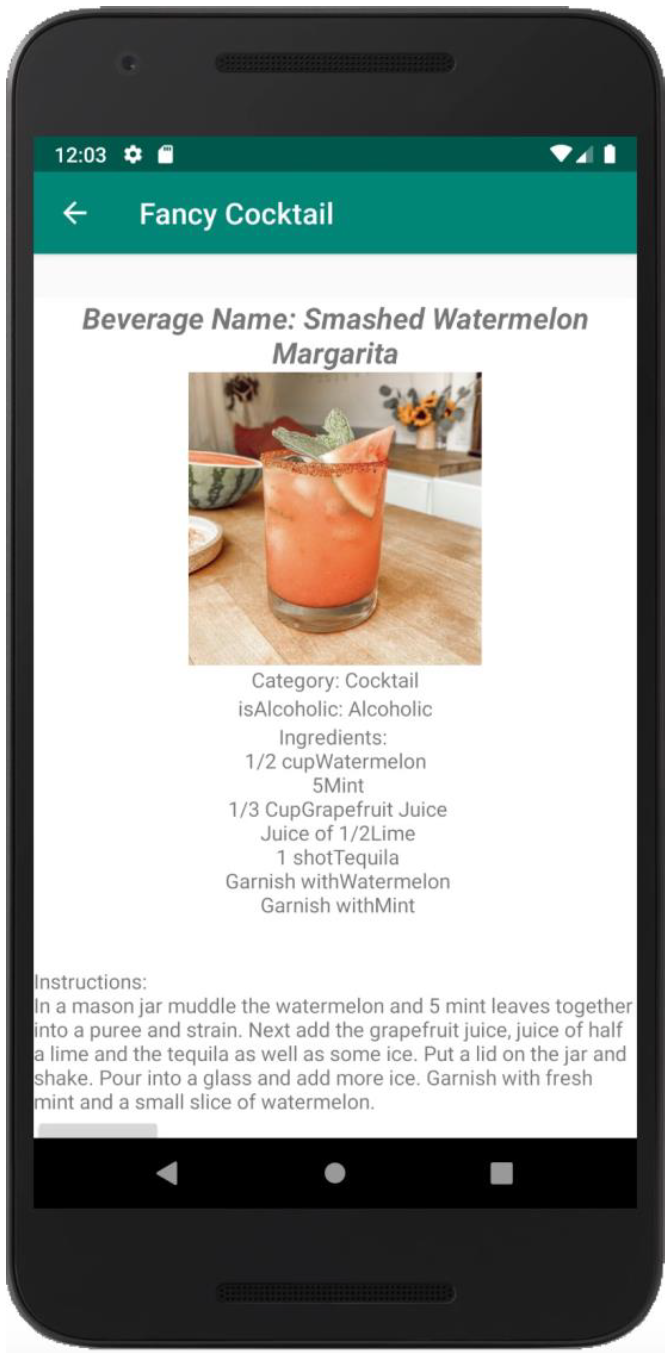 12:03
Fancy Cocktail
Beverage Name: Smashed Watermelon
Margarita
Category: Cocktail
isAlcoholic: Alcoholic
Ingredients:
1/2 cupWatermelon
5Mint
1/3 CupGrapefruit Juice
Juice of 1/2Lime
1 shotTequila
Garnish withWatermelon
Garnish withMint
Instructions:
In a mason jar muddle the watermelon and 5 mint leaves together
into a puree and strain. Next add the grapefruit juice, juice of half
a lime and the tequila as well as some ice. Put a lid on the jar and
shake. Pour into a glass and add more ice. Garnish with fresh
mint and a small slice of watermelon.